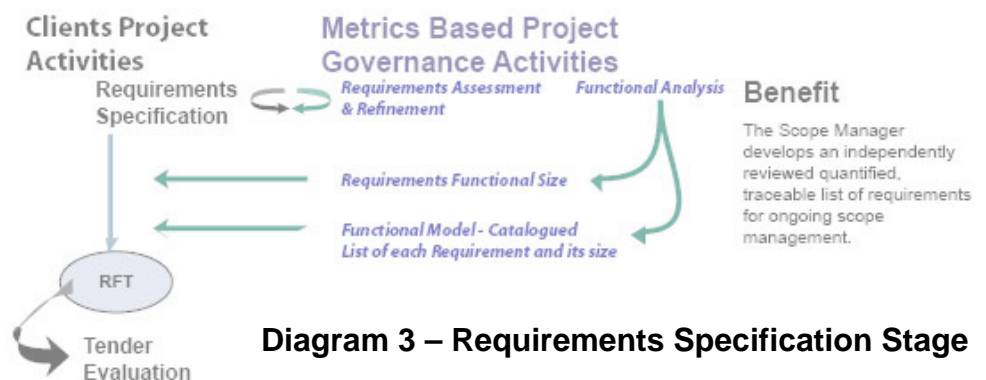 Clients Project
Activities
Metrics Based Project
Governance Activities
Requirements
Specification
Requirements Assessment
& Refinement
Functional Analysis
Benefit
The Scope Manager
develops an independently
reviewed quantified,
traceable list of requirements
for ongoing scope
management.
Requirements Functional Size
Functional Model - Catalogued
List of each Requirement and its size
RFT
Tender
Evaluation
Diagram 3 – Requirements Specification Stage